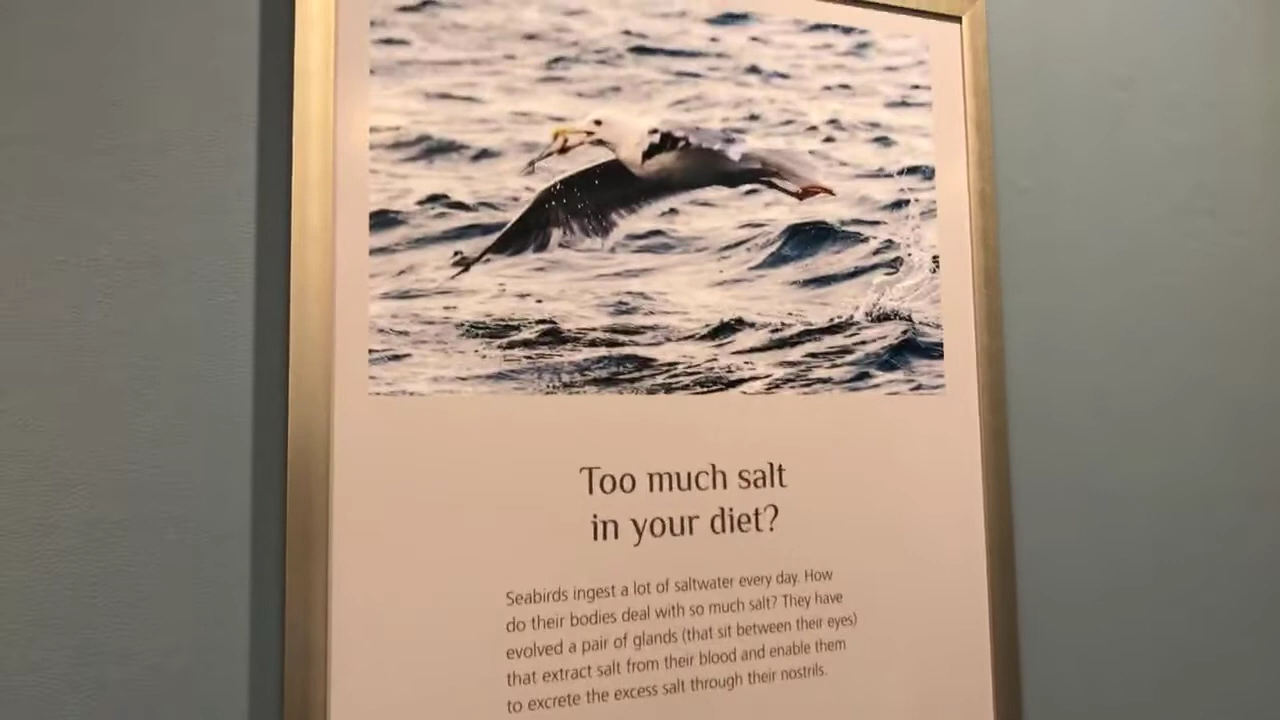 Too much salt
in your diet?
Seabirds ingest a lot of saltwater every day. How
do their bodies deal with so much salt? They have
evolved a pair of glands (that sit between their eyes)
that extract salt from their blood and enable them
to excrete the excess salt through their nostrils.